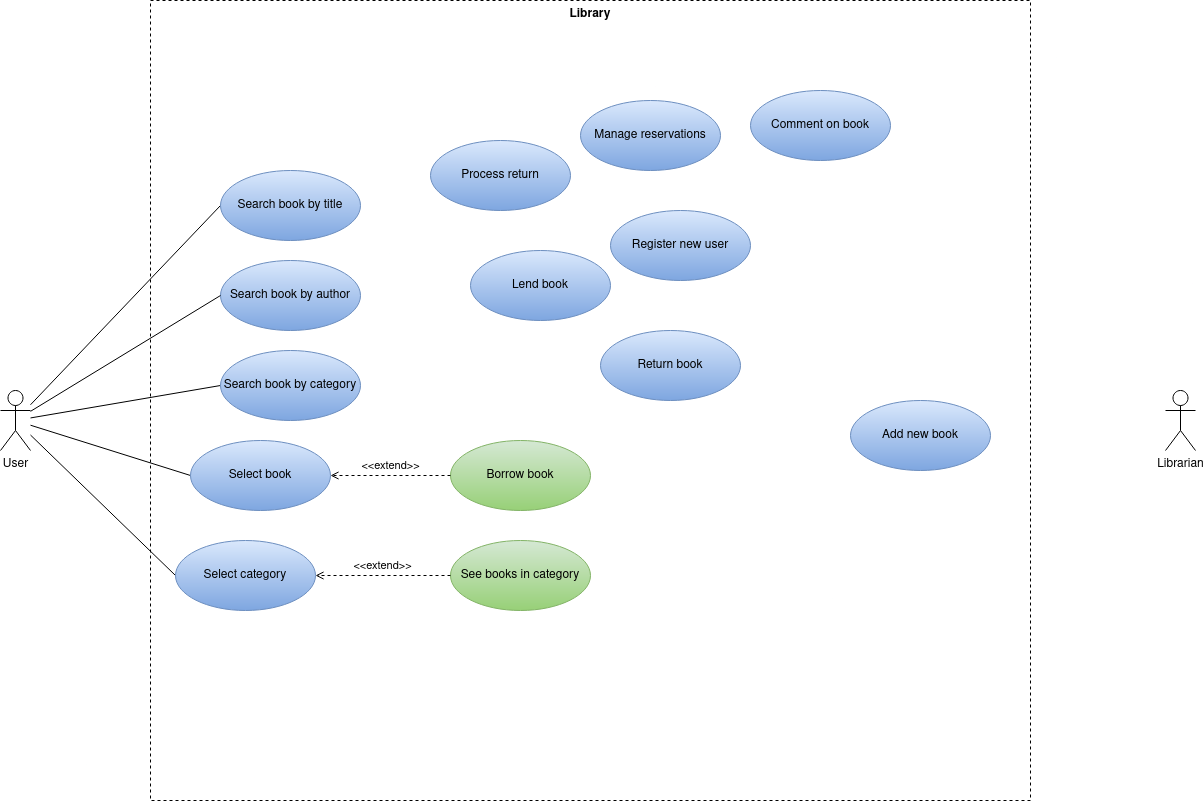 Library
Comment on book
Manage reservations
Process return
Search book by title
Register new user
Lend book
Search book by author
Return book
Search book by category
Add new book
User
Librarian
Select book
<<extend>>
Borrow book
Select category
<<extend>>
See books in category